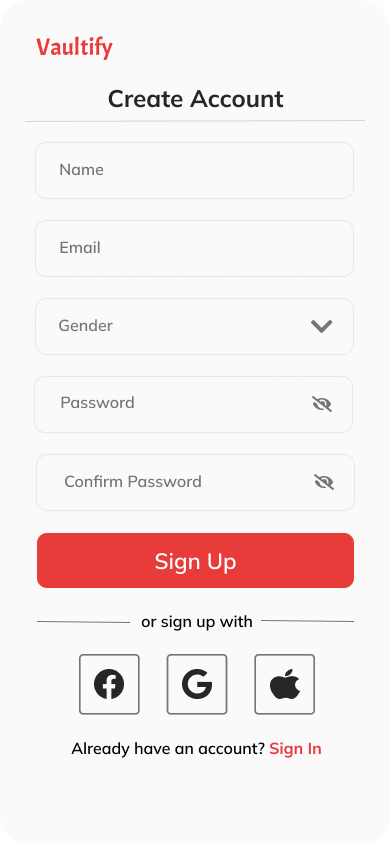 Vaultify
Create Account
Name
Email
Gender
Password
Confirm Password
Sign Up
or sign up with
Already have an account? Sign In